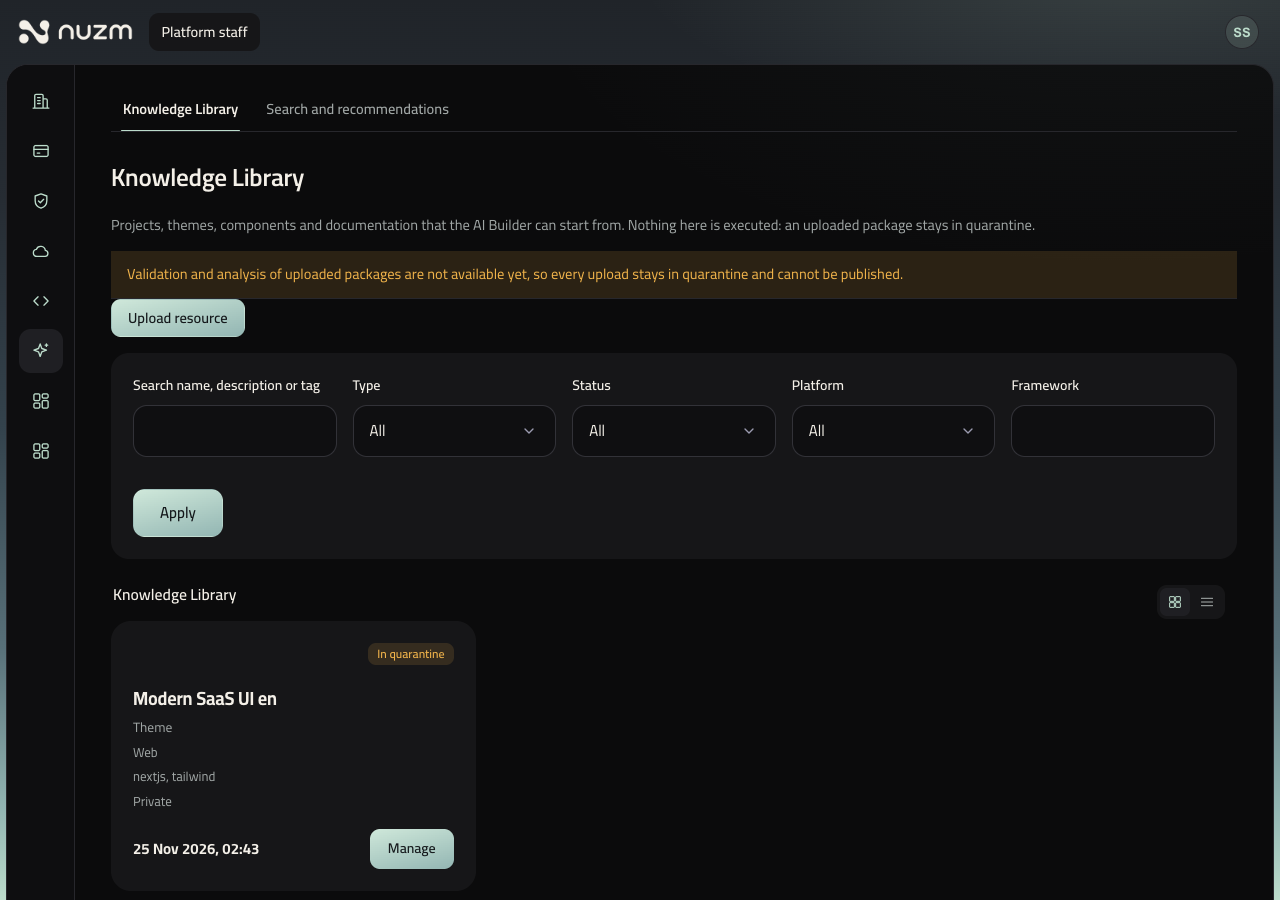 nuzm
Platform staff
SS
Knowledge Library
Search and recommendations
Knowledge Library
Projects, themes, components and documentation that the AI Builder can start from. Nothing here is executed: an uploaded package stays in quarantine.
Validation and analysis of uploaded packages are not available yet, so every upload stays in quarantine and cannot be published.
Upload resource
Search name, description or tag
Type
Status
Platform
Framework
All
All
All
Apply
Knowledge Library
In quarantine
Modern SaaS UI en
Theme
Web
nextjs, tailwind
Private
25 Nov 2026, 02:43
Manage